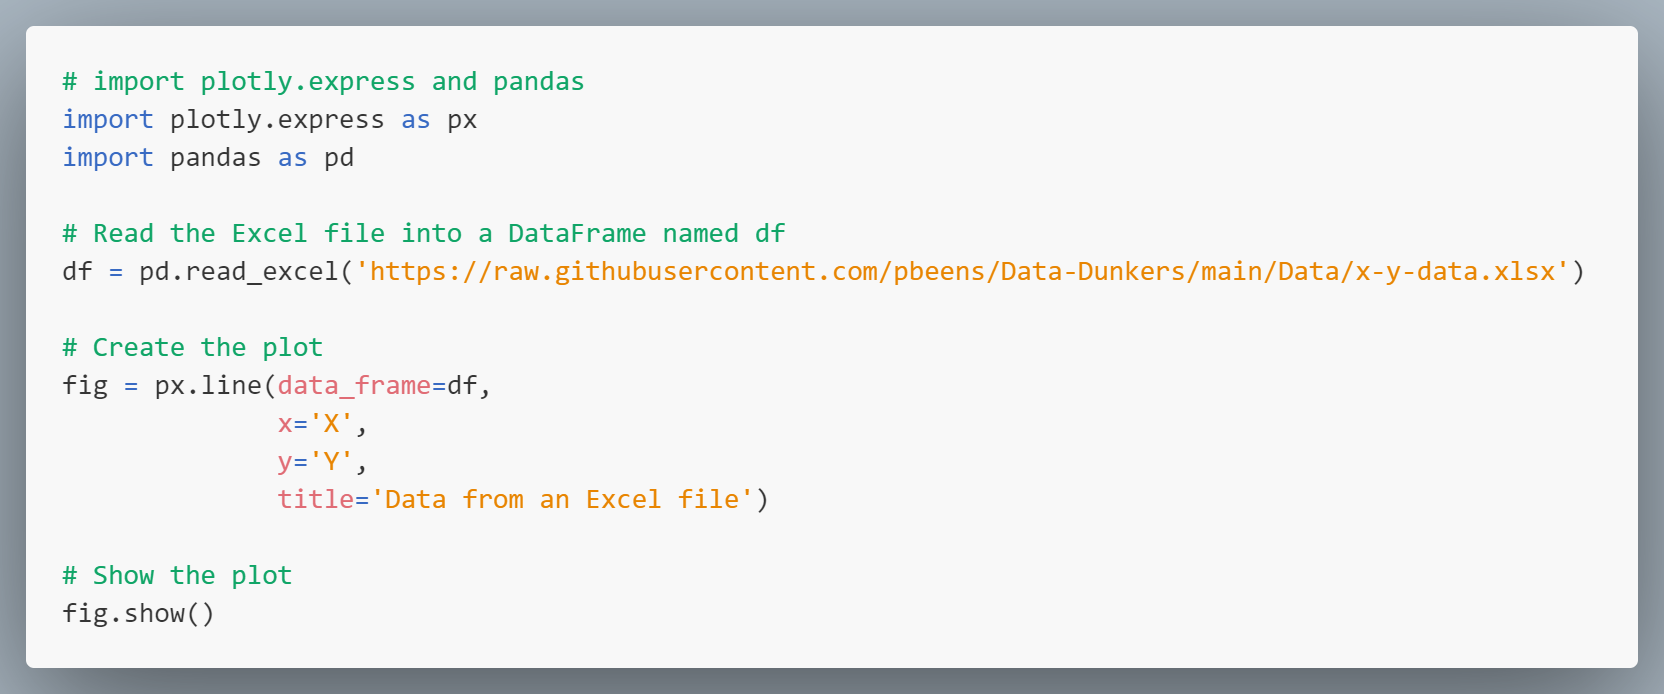 # import plotly.express and pandas
import plotly.express as px
import pandas as pd
# Read the Excel file into a DataFrame named df
df = pd.read_excel('https://raw.githubusercontent.com/pbeens/Data-Dunkers/main/Data/x-y-data.xlsx')
# Create the plot
fig = px.line(data_frame=df,
              x='X',
              y='Y',
              title='Data from an Excel file')
# Show the plot
fig.show()